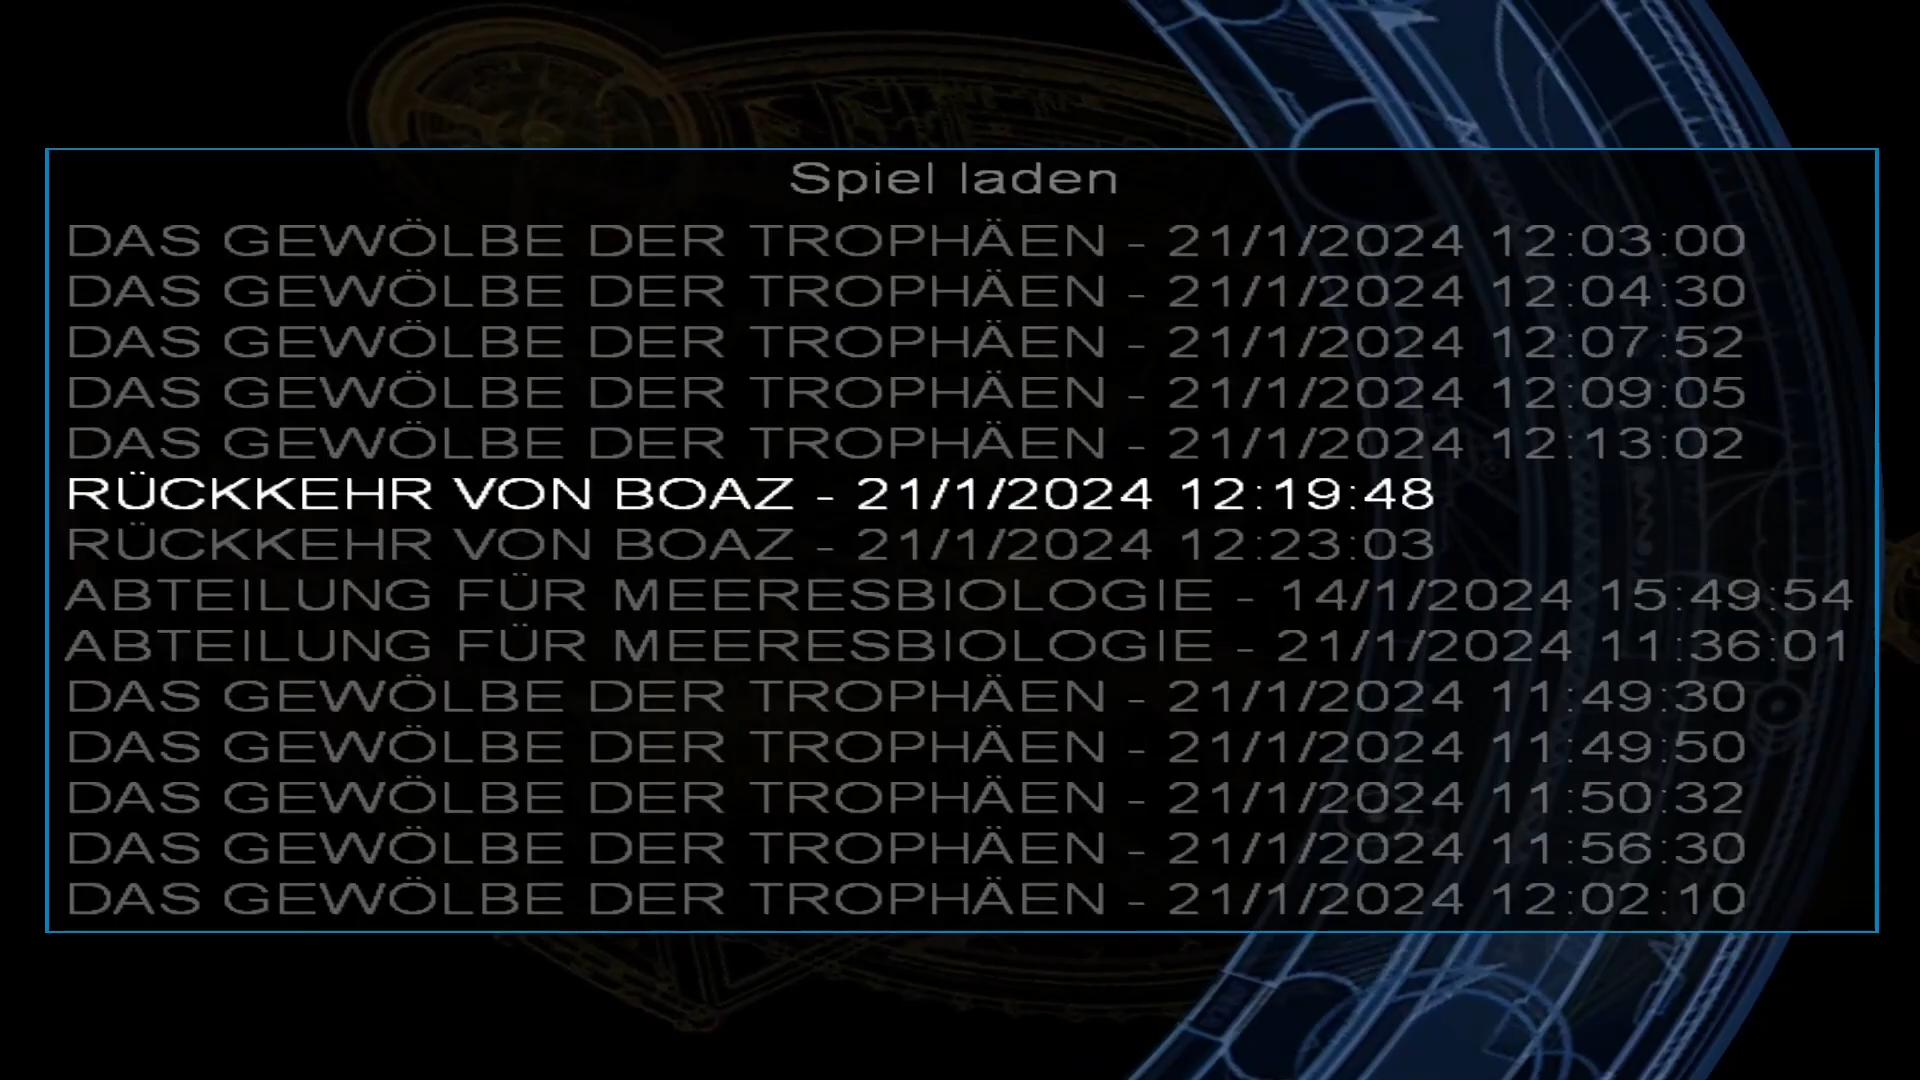 Spiel laden
DAS GEWÖLBE DER TROPHÄEN - 21/1/2024 12:03:00
DAS GEWÖLBE DER TROPHÄEN - 21/1/2024 12:04:30
DAS GEWÖLBE DER TROPHÄEN - 21/1/2024 12:07:52
DAS GEWÖLBE DER TROPHÄEN - 21/1/2024 12:09:05
DAS GEWÖLBE DER TROPHÄEN - 21/1/2024 12:13:02
RÜCKKEHR VON BOAZ - 21/1/2024 12:19:48
RÜCKKEHR VON BOAZ - 21/1/2024 12:23:03
ABTEILUNG FÜR MEERESBIOLOGIE - 14/1/2024 15:49:54
ABTEILUNG FÜR MEERESBIOLOGIE - 21/1/2024 11:36:01
DAS GEWÖLBE DER TROPHÄEN - 21/1/2024 11:49:30
DAS GEWÖLBE DER TROPHÄEN - 21/1/2024 11:49:50
DAS GEWÖLBE DER TROPHÄEN - 21/1/2024 11:50:32
DAS GEWÖLBE DER TROPHÄEN - 21/1/2024 11:56:30
DAS GEWÖLBE DER TROPHÄEN - 21/1/2024 12:02:10